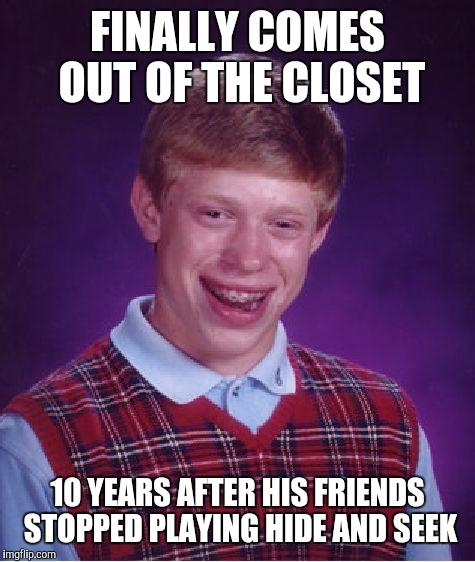 FINALLY COMES
OUT OF THE CLOSET
10 YEARS AFTER HIS FRIENDS
STOPPED PLAYING HIDE AND SEEK
imgflip.com